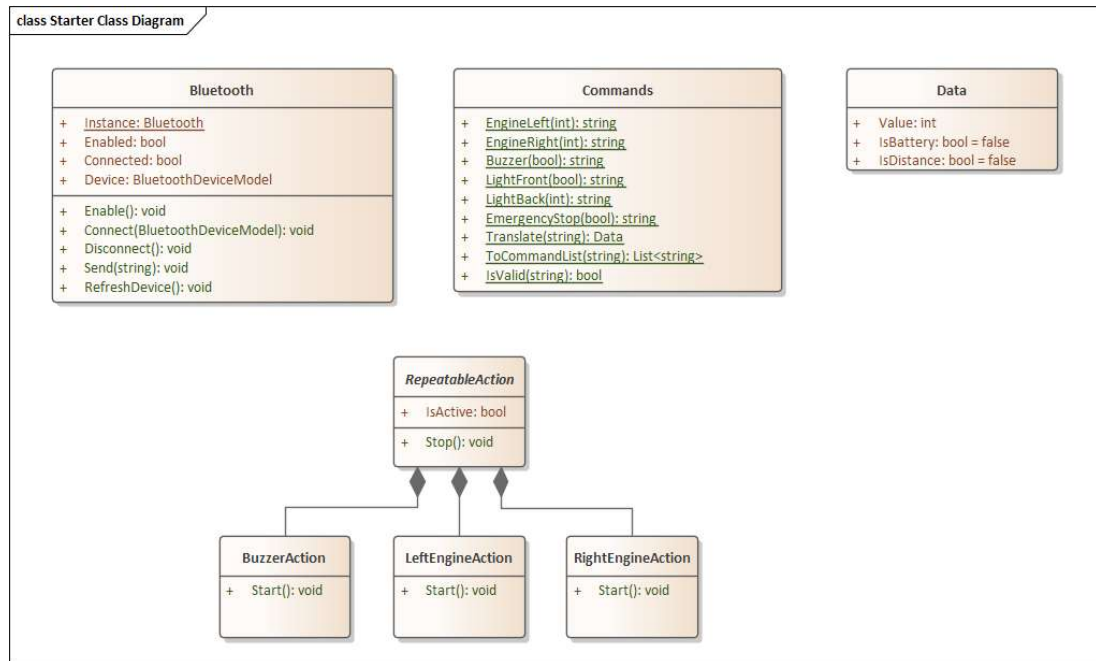 class Starter Class Diagram
Bluetooth
+ Instance: Bluetooth
+ Enabled: bool
+ Connected: bool
+ Device: BluetoothDeviceModel
+ Enable(): void
+ Connect(BluetoothDeviceModel): void
+ Disconnect(): void
+ Send(string): void
+ RefreshDevice(): void
Commands
+ EngineLeft(int): string
+ EngineRight(int): string
+ Buzzer(bool): string
+ LightFront(bool): string
+ LightBack(int): string
+ EmergencyStop(bool): string
+ Translate(string): Data
+ ToCommandList(string): List<string>
+ IsValid(string): bool
Data
+ Value: int
+ IsBattery: bool = false
+ IsDistance: bool = false
RepeatableAction
+ IsActive: bool
+ Stop(): void
BuzzerAction
+ Start(): void
LeftEngineAction
+ Start(): void
RightEngineAction
+ Start(): void